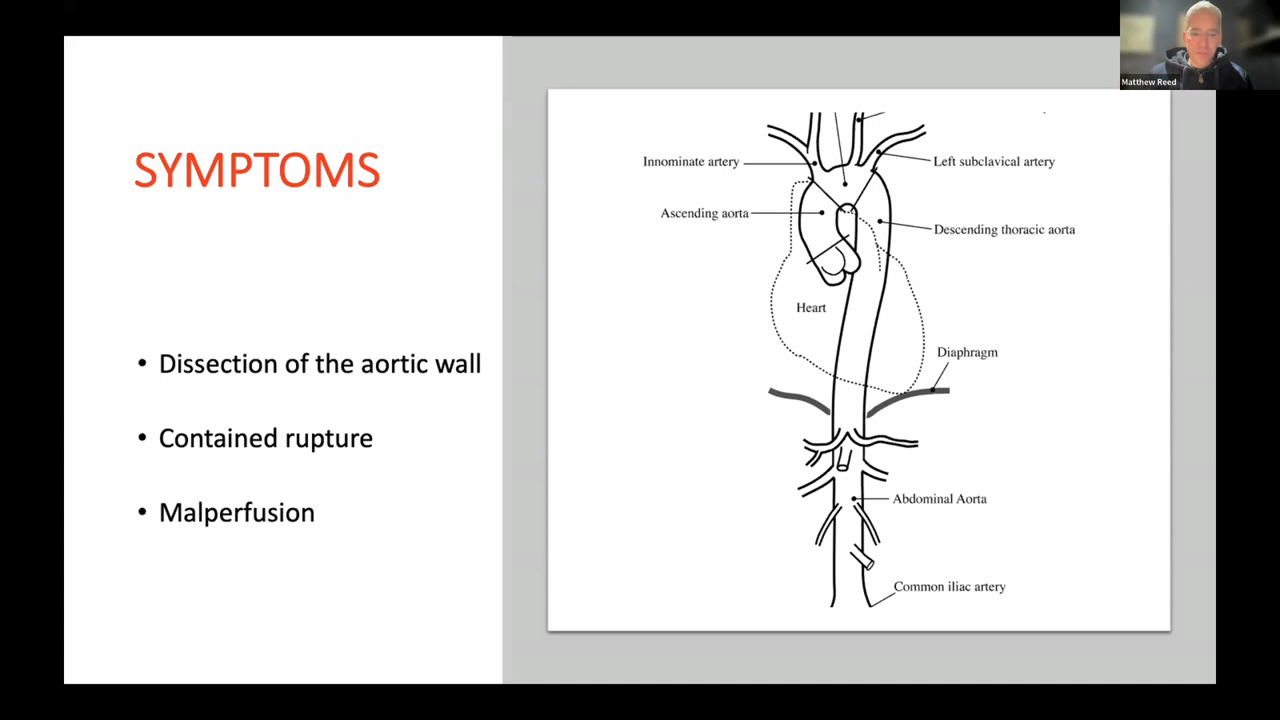 Matthew Reed
SYMPTOMS
• Dissection of the aortic wall
• Contained rupture
• Malperfusion
Innominate artery
Left subclavical artery
Ascending aorta
Descending thoracic aorta
Heart
Diaphragm
Abdominal Aorta
Common iliac artery